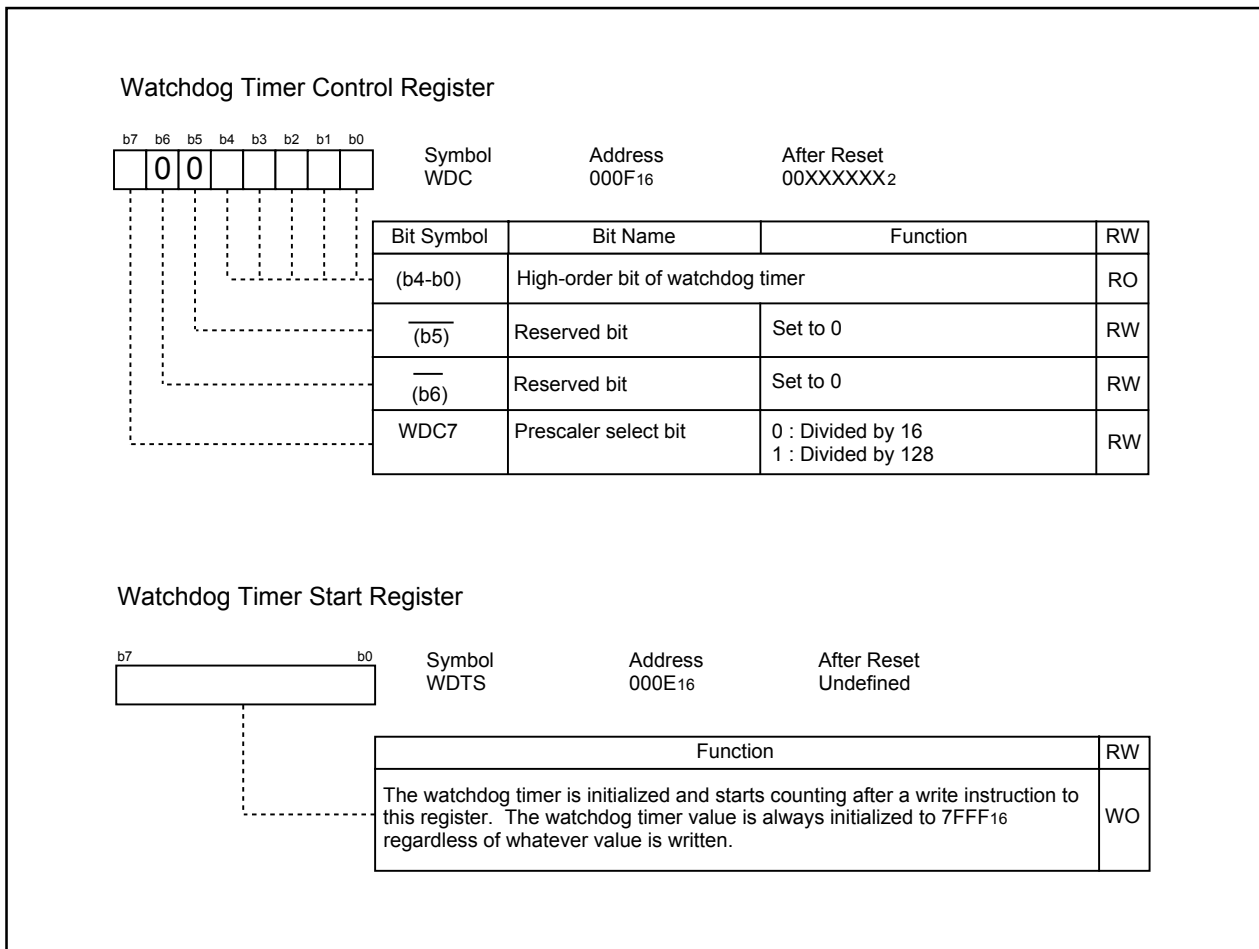 Watchdog Timer Control Register
b7 b6 b5 b4 b3 b2 b1 b0
0 0
Symbol Address After Reset
WDC 000F16 00XXXXXX2
Bit Symbol Bit Name Function RW
(b4-b0) High-order bit of watchdog timer RO
(b5) Reserved bit Set to 0 RW
(b6) Reserved bit Set to 0 RW
WDC7 Prescaler select bit 0 : Divided by 16
1 : Divided by 128 RW
Watchdog Timer Start Register
b7 b0
Symbol Address After Reset
WDTS 000E16 Undefined
Function RW
The watchdog timer is initialized and starts counting after a write instruction to
this register. The watchdog timer value is always initialized to 7FFF16 WO
regardless of whatever value is written.